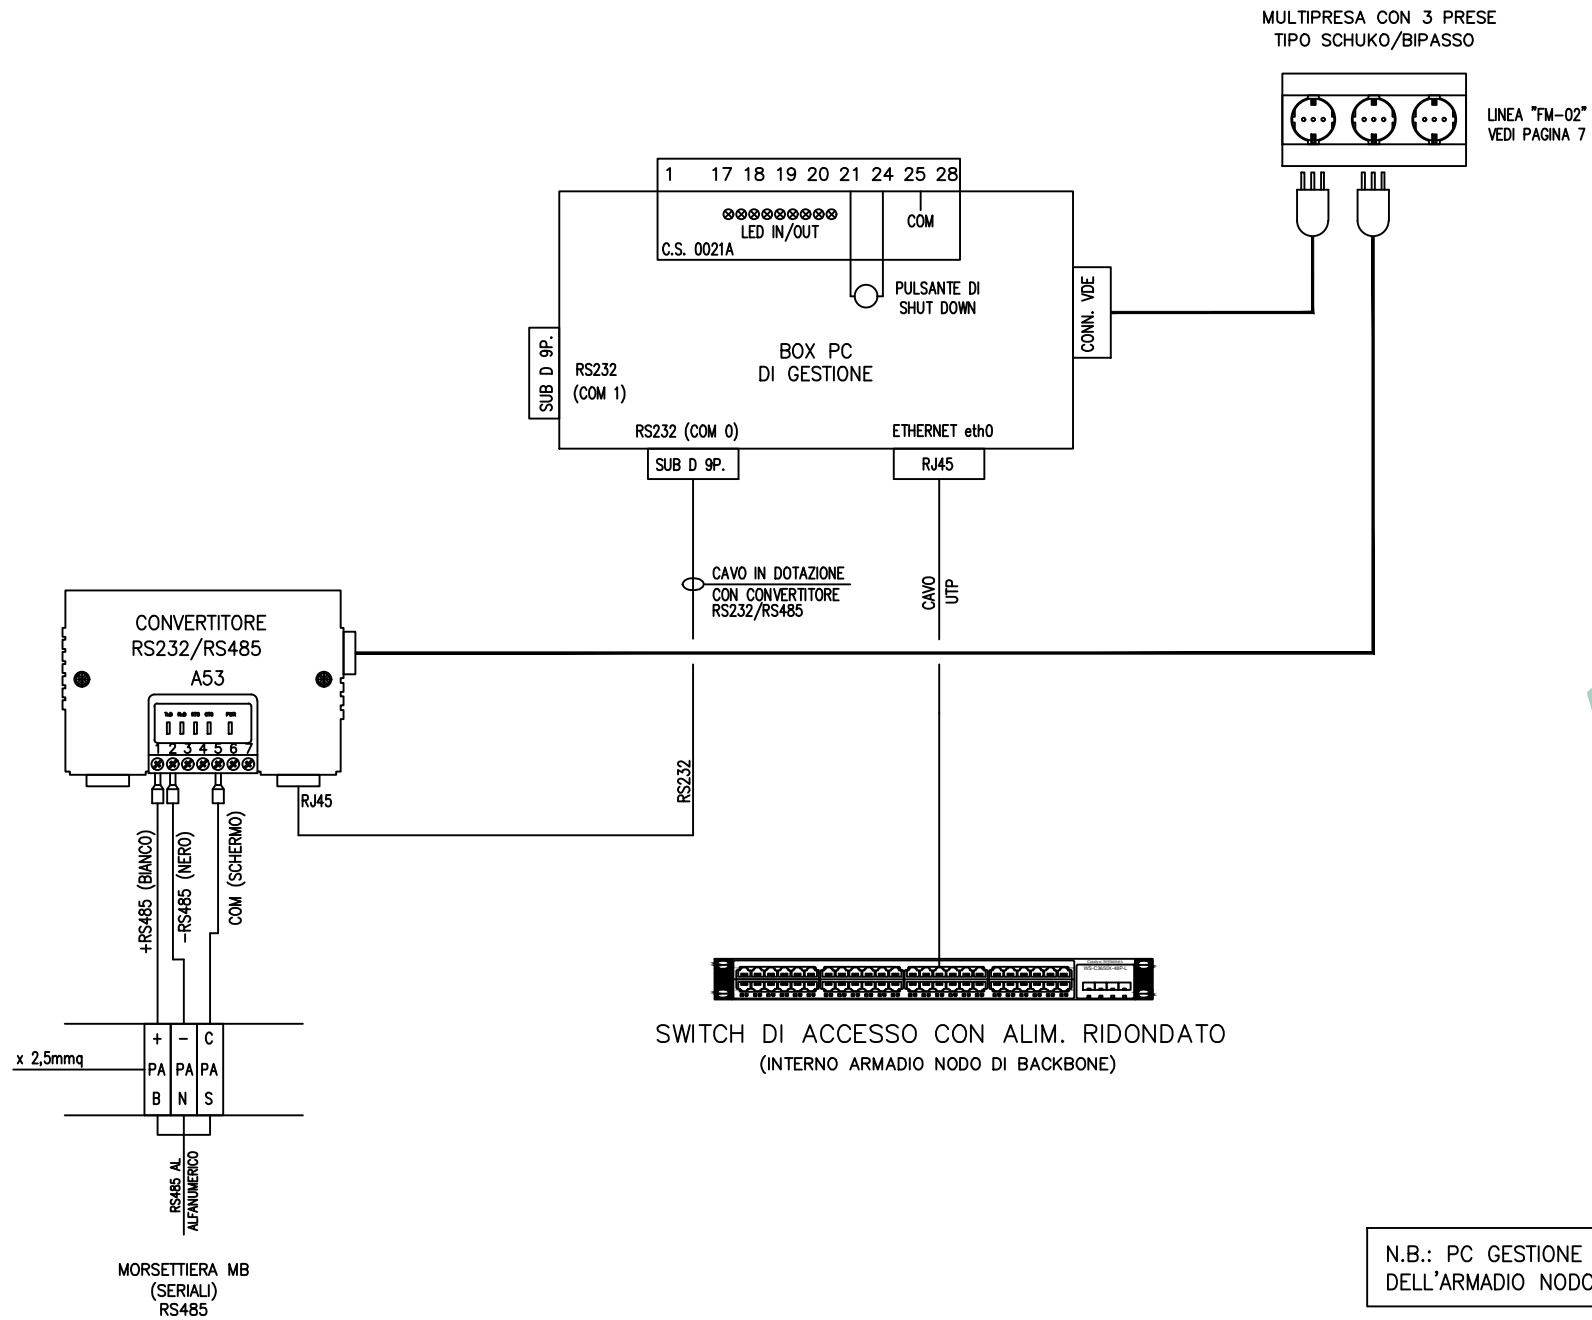 MULTIPRESA CON 3 PRESE
TIPO SCHUKO/BIPASSO
LINEA "FM-02"
VEDI PAGINA 7
1 17 18 19 20 21 24 25 28
LED IN/OUT
COM
C.S. 0021A
PULSANTE DI
SHUT DOWN
CONN. VDE
SUB D 9P.
RS232
(COM 1)
BOX PC
DI GESTIONE
RS232 (COM 0)
ETHERNET eth0
SUB D 9P.
RJ45
CAVO IN DOTAZIONE
CON CONVERTITORE
RS232/RS485
CAVO
UTP
CONVERTITORE
RS232/RS485
A53
1 2 3 4 5 6 7
RJ45
RS232
+RS485 (BIANCO)
-RS485 (NERO)
COM (SCHERMO)
WS-C3650X-48P-L
SWITCH DI ACCESSO CON ALIM. RIDONDATO
(INTERNO ARMADIO NODO DI BACKBONE)
+ - C
x 2,5mmq
PA PA PA
B N S
RS485 AL
ALFANUMERICO
MORSETTIERA MB
(SERIALI)
RS485
N.B.: PC GESTIONE
DELL'ARMADIO NODO